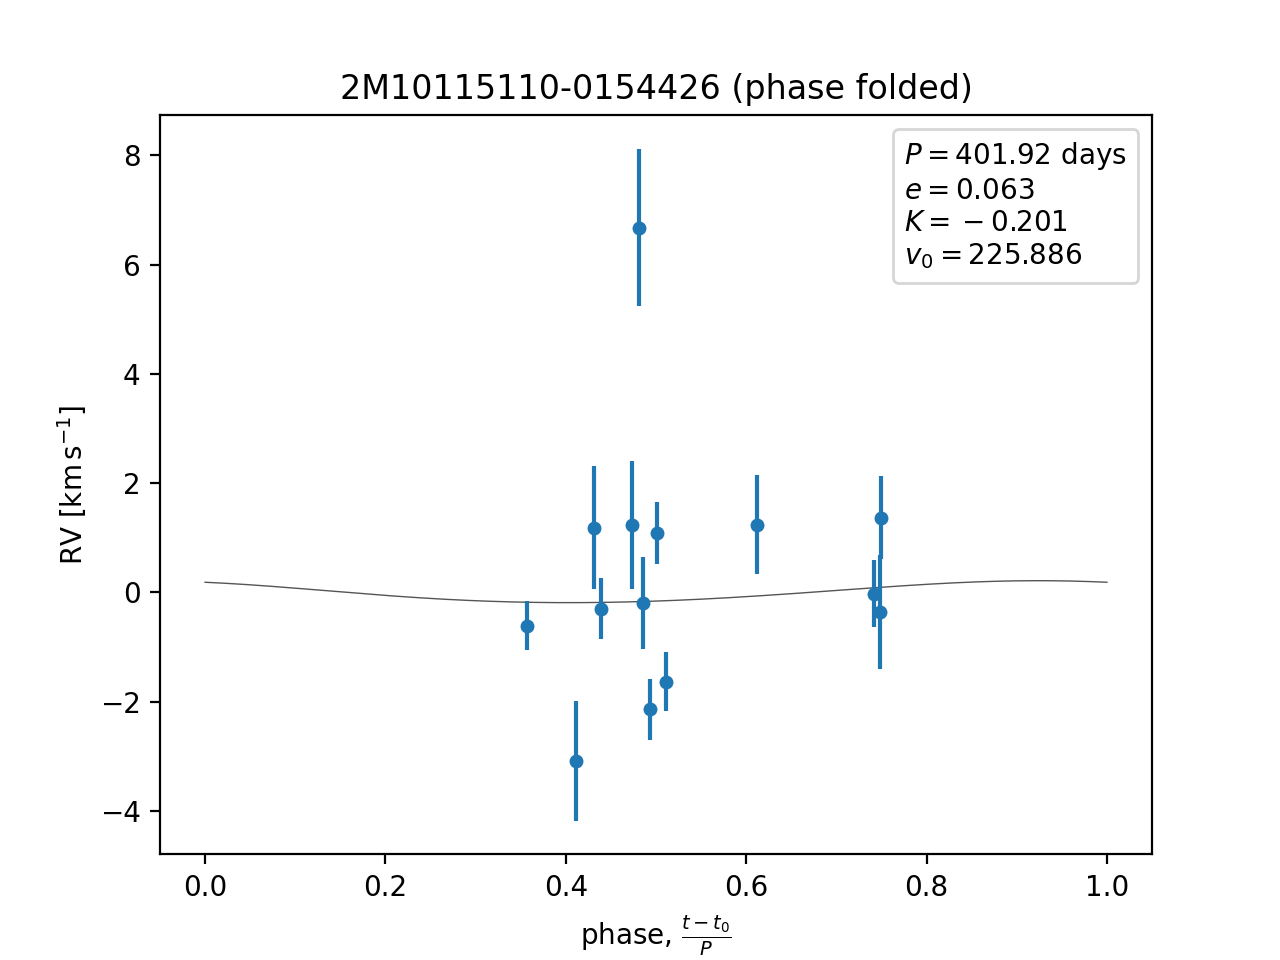 2M10115110-0154426 (phase folded)
P = 401.92 days
e = 0.063
K = −0.201
v₀ = 225.886
8
6
4
2
0
−2
−4
RV [km s⁻¹]
0.0 0.2 0.4 0.6 0.8 1.0
phase, (t − t₀)/P